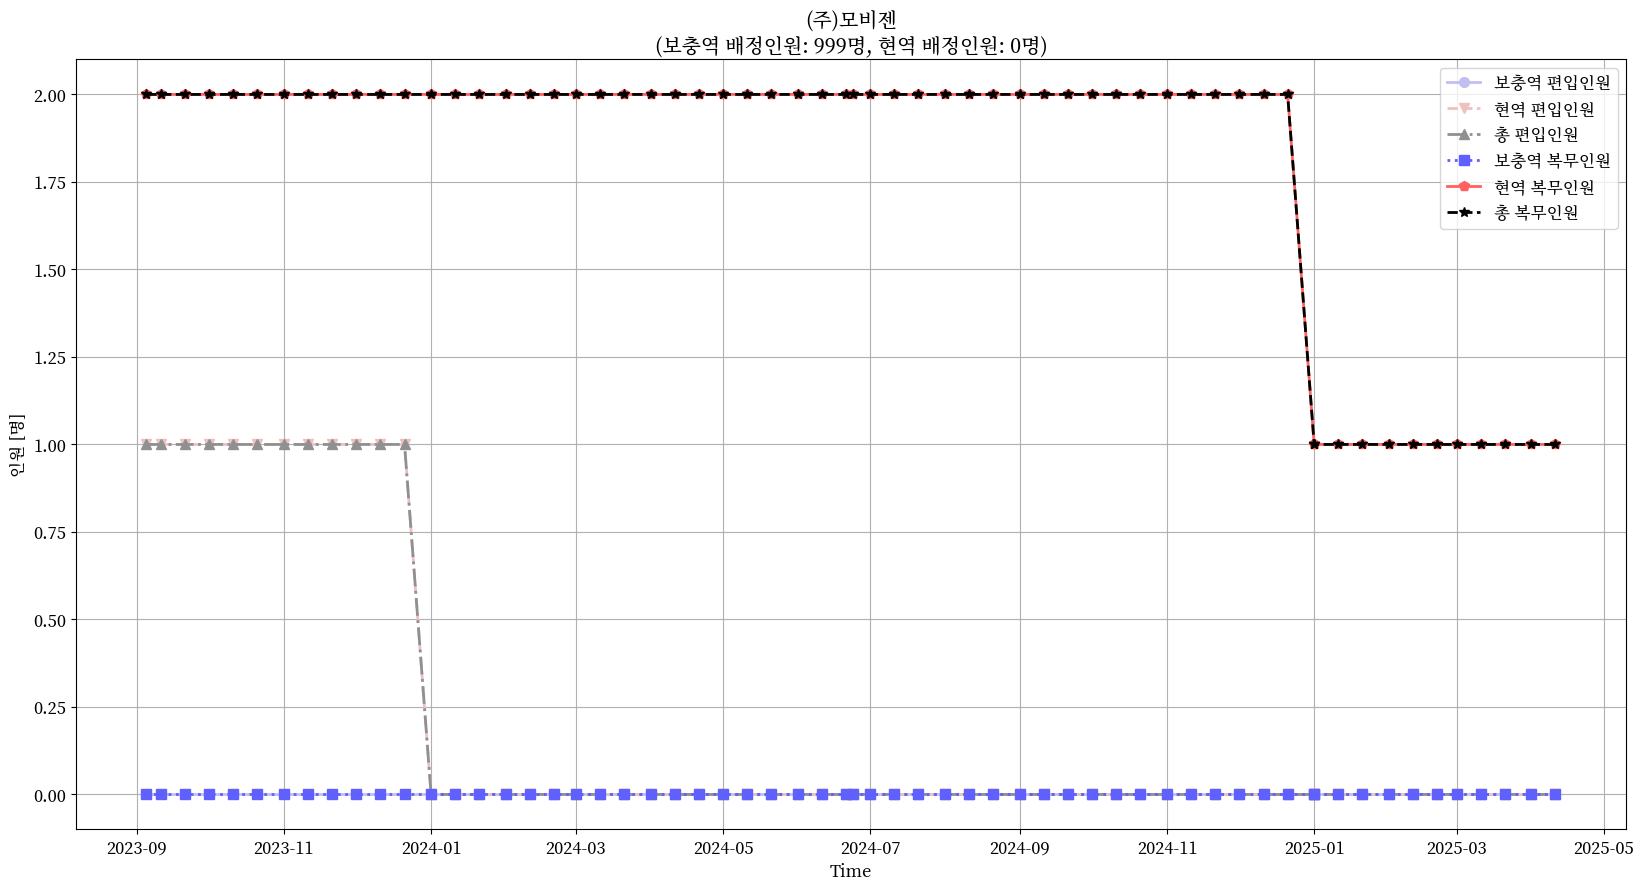 (주)모비젠
(보충역 배정인원: 999명, 현역 배정인원: 0명)
보충역 편입인원
현역 편입인원
총 편입인원
보충역 복무인원
현역 복무인원
총 복무인원
2.00
1.75
1.50
1.25
1.00
0.75
0.50
0.25
0.00
인원 [명]
2023-09
2023-11
2024-01
2024-03
2024-05
2024-07
2024-09
2024-11
2025-01
2025-03
2025-05
Time